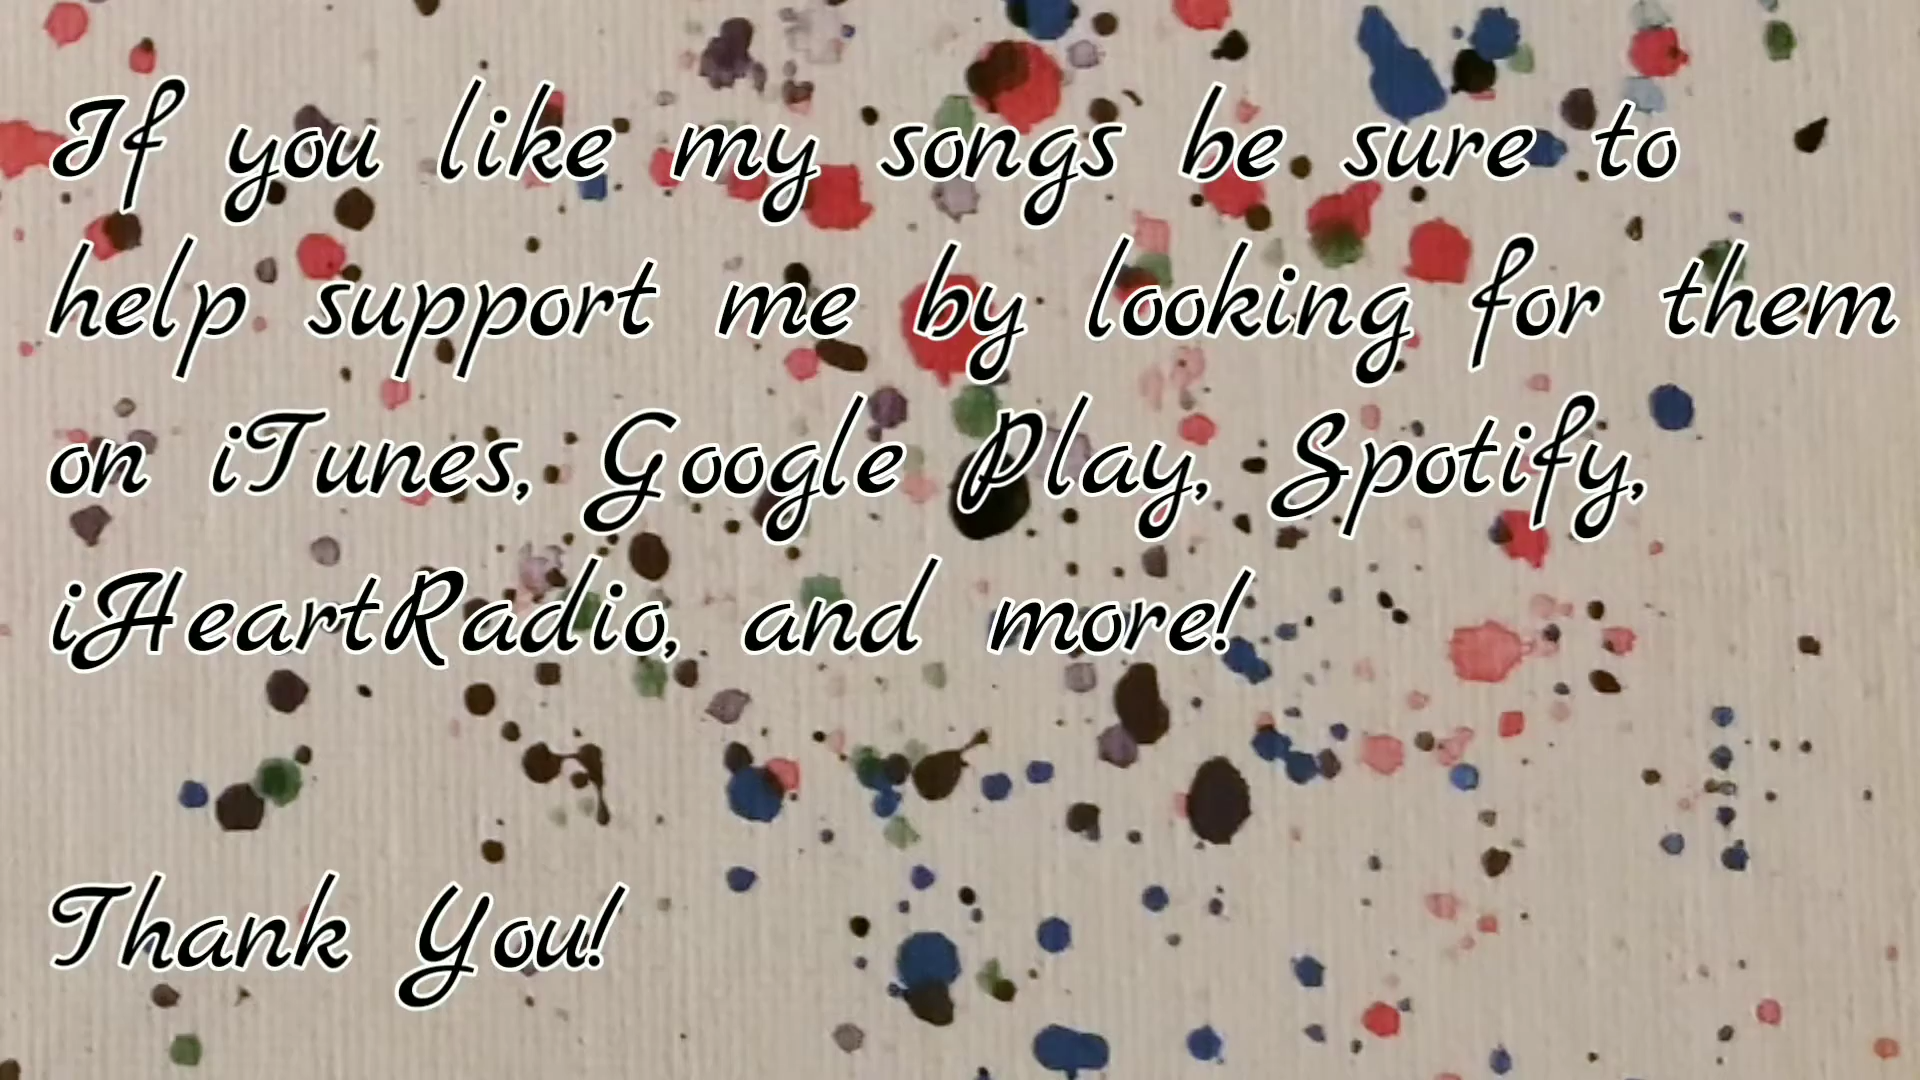 If you like my songs be sure to
help support me by looking for them
on iTunes, Google Play, Spotify,
iHeartRadio, and more!
Thank You!